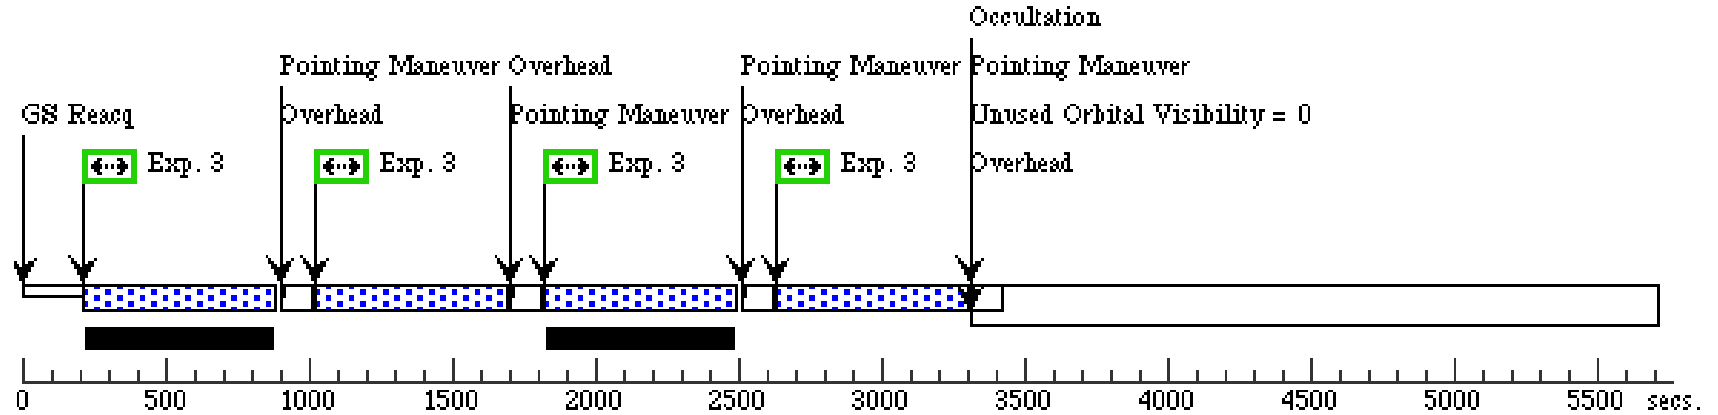 Occultation
Pointing Maneuver Overhead Pointing Maneuver Pointing Maneuver
GS Reacq Overhead Pointing Maneuver Overhead Unused Orbital Visibility = 0
Exp. 3 Exp. 3 Exp. 3 Exp. 3 Overhead
0 500 1000 1500 2000 2500 3000 3500 4000 4500 5000 5500 secs.